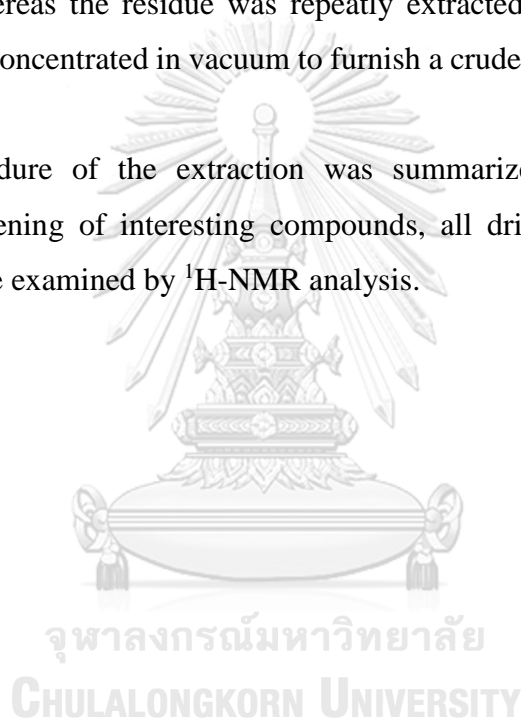 ereas the residue was repeatly extracted
oncentrated in vacuum to furnish a crude
dure of the extraction was summariz
ening of interesting compounds, all dri
e examined by ¹H-NMR analysis.
จุฬาลงกรณ์มหาวิทยาลัย
CHULALONGKORN UNIVERSITY